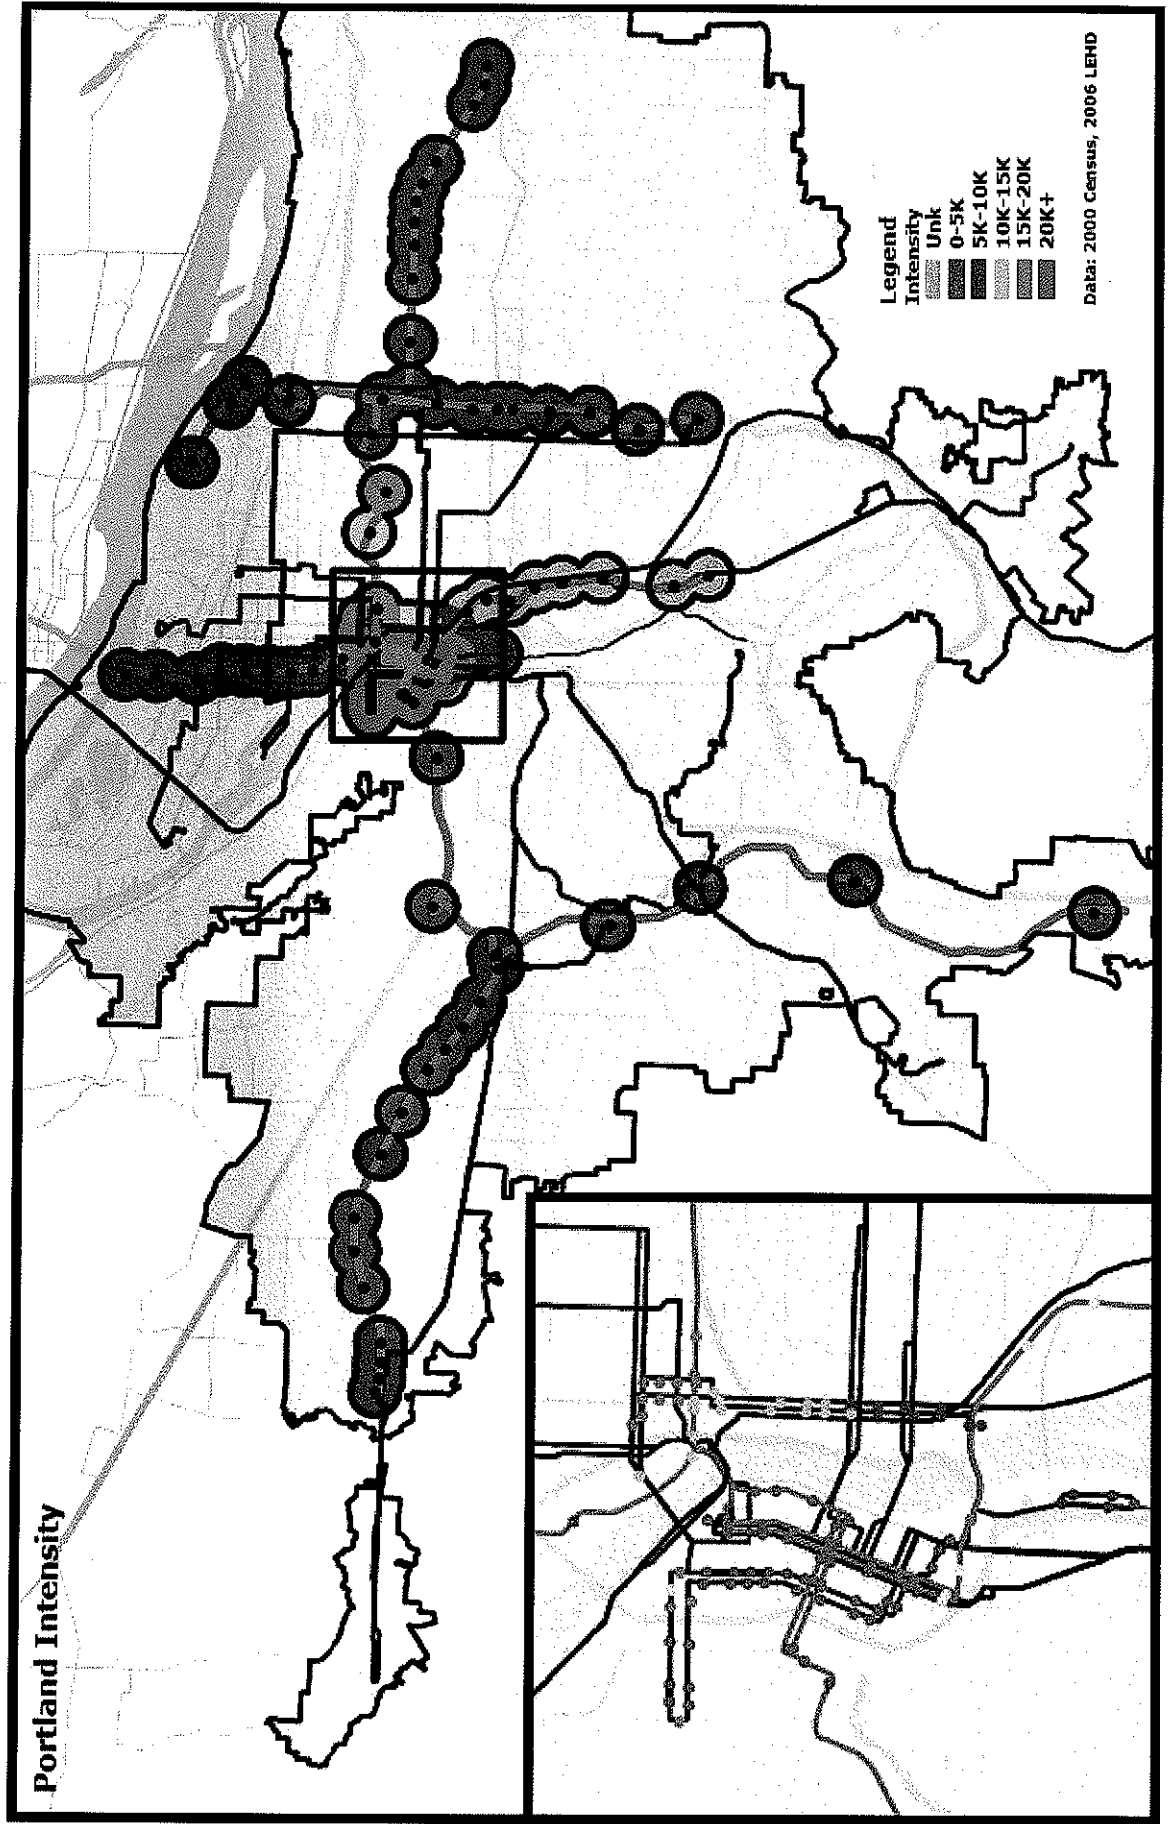 Portland Intensity
Legend
Intensity
Unk
0-5K
5K-10K
10K-15K
15K-20K
20K+
Data: 2000 Census, 2006 LEHD